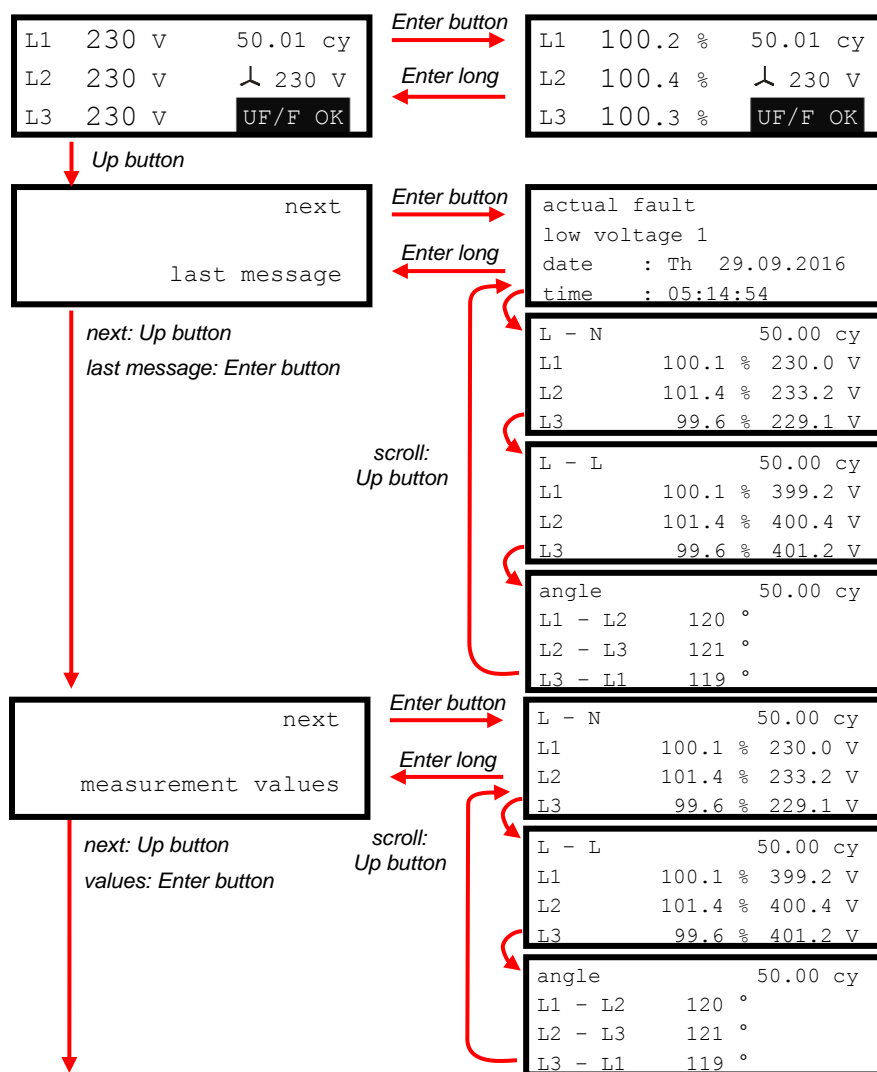 L1 230 V 50.01 cy
L2 230 V ⅄ 230 V
L3 230 V UF/F OK
Enter button
Enter long
L1 100.2 % 50.01 cy
L2 100.4 % ⅄ 230 V
L3 100.3 % UF/F OK
Up button
next
last message
Enter button
Enter long
actual fault
low voltage 1
date : Th 29.09.2016
time : 05:14:54
next: Up button
last message: Enter button
L – N 50.00 cy
L1 100.1 % 230.0 V
L2 101.4 % 233.2 V
L3 99.6 % 229.1 V
scroll:
Up button
L – L 50.00 cy
L1 100.1 % 399.2 V
L2 101.4 % 400.4 V
L3 99.6 % 401.2 V
angle 50.00 cy
L1 – L2 120 °
L2 – L3 121 °
L3 – L1 119 °
next
measurement values
Enter button
Enter long
L – N 50.00 cy
L1 100.1 % 230.0 V
L2 101.4 % 233.2 V
L3 99.6 % 229.1 V
next: Up button
values: Enter button
scroll:
Up button
L – L 50.00 cy
L1 100.1 % 399.2 V
L2 101.4 % 400.4 V
L3 99.6 % 401.2 V
angle 50.00 cy
L1 – L2 120 °
L2 – L3 121 °
L3 – L1 119 °